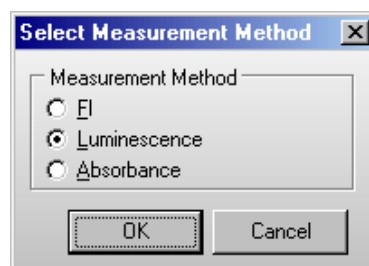 Select Measurement Method
Measurement Method
FI
Luminescence
Absorbance
OK Cancel